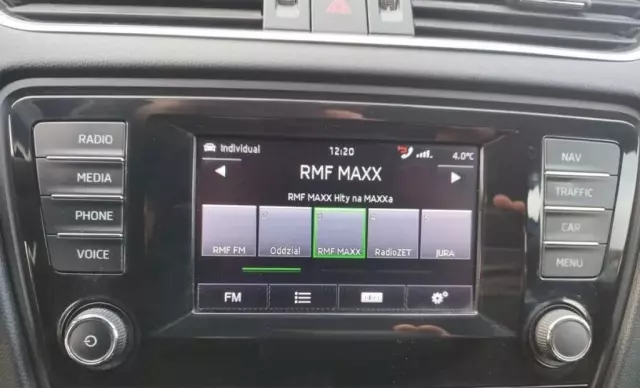 RADIO
MEDIA
PHONE
VOICE
Individual 12:20 4.0°C
RMF MAXX
RMF MAXX Hity na MAXXa
RMF FM Oddzial RMF MAXX RadioZET JURA
FM
NAV
TRAFFIC
CAR
MENU